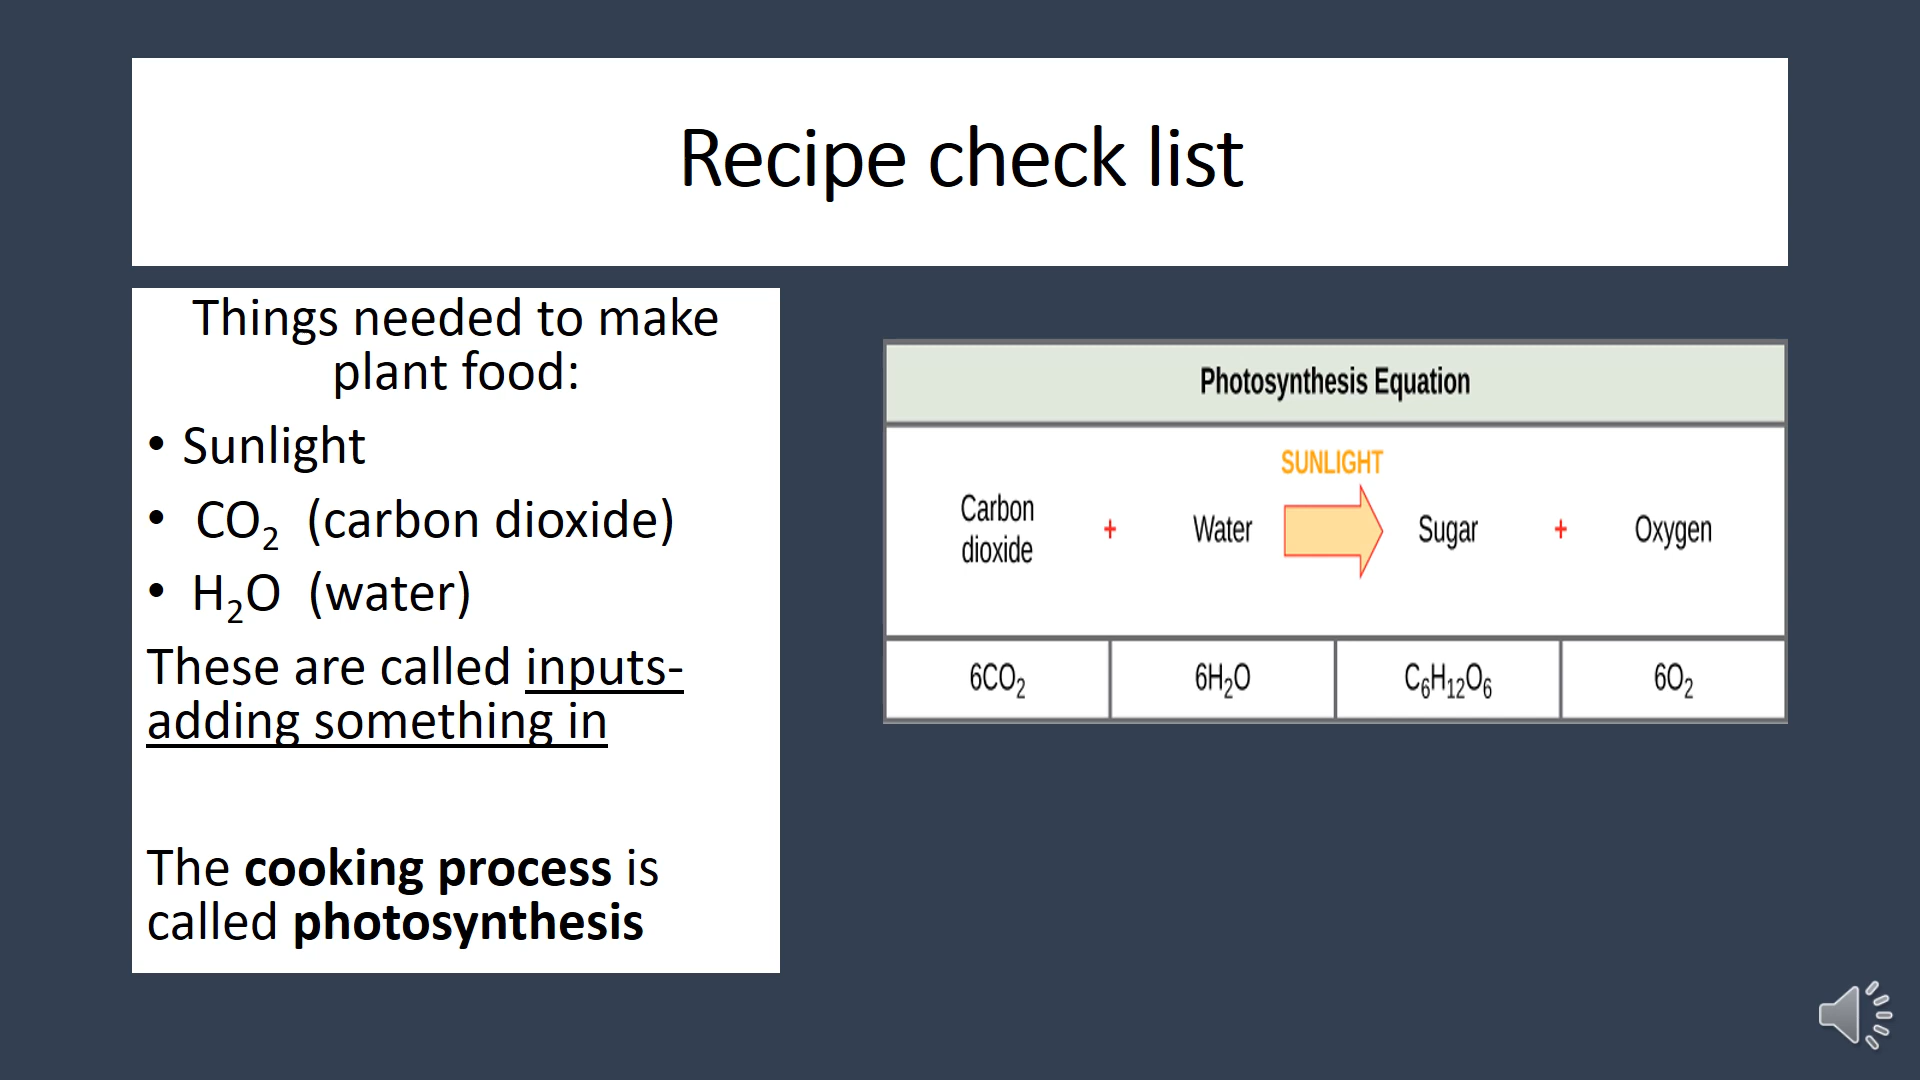 Recipe check list
Things needed to make
plant food:
• Sunlight
• CO₂ (carbon dioxide)
• H₂O (water)
These are called inputs-
adding something in
The cooking process is
called photosynthesis
Photosynthesis Equation
SUNLIGHT
Carbon
dioxide
+ Water Sugar + Oxygen
6CO₂ 6H₂O C₆H₁₂O₆ 6O₂